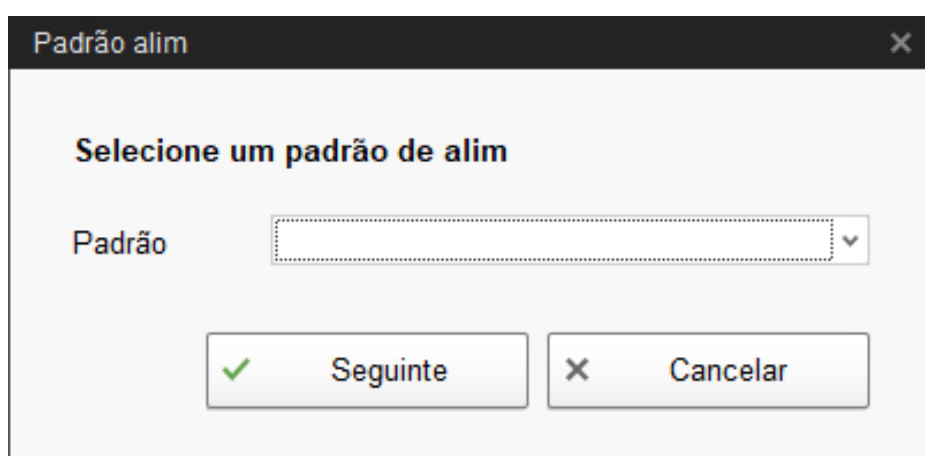 Padrão alim
Selecione um padrão de alim
Padrão
Seguinte
Cancelar